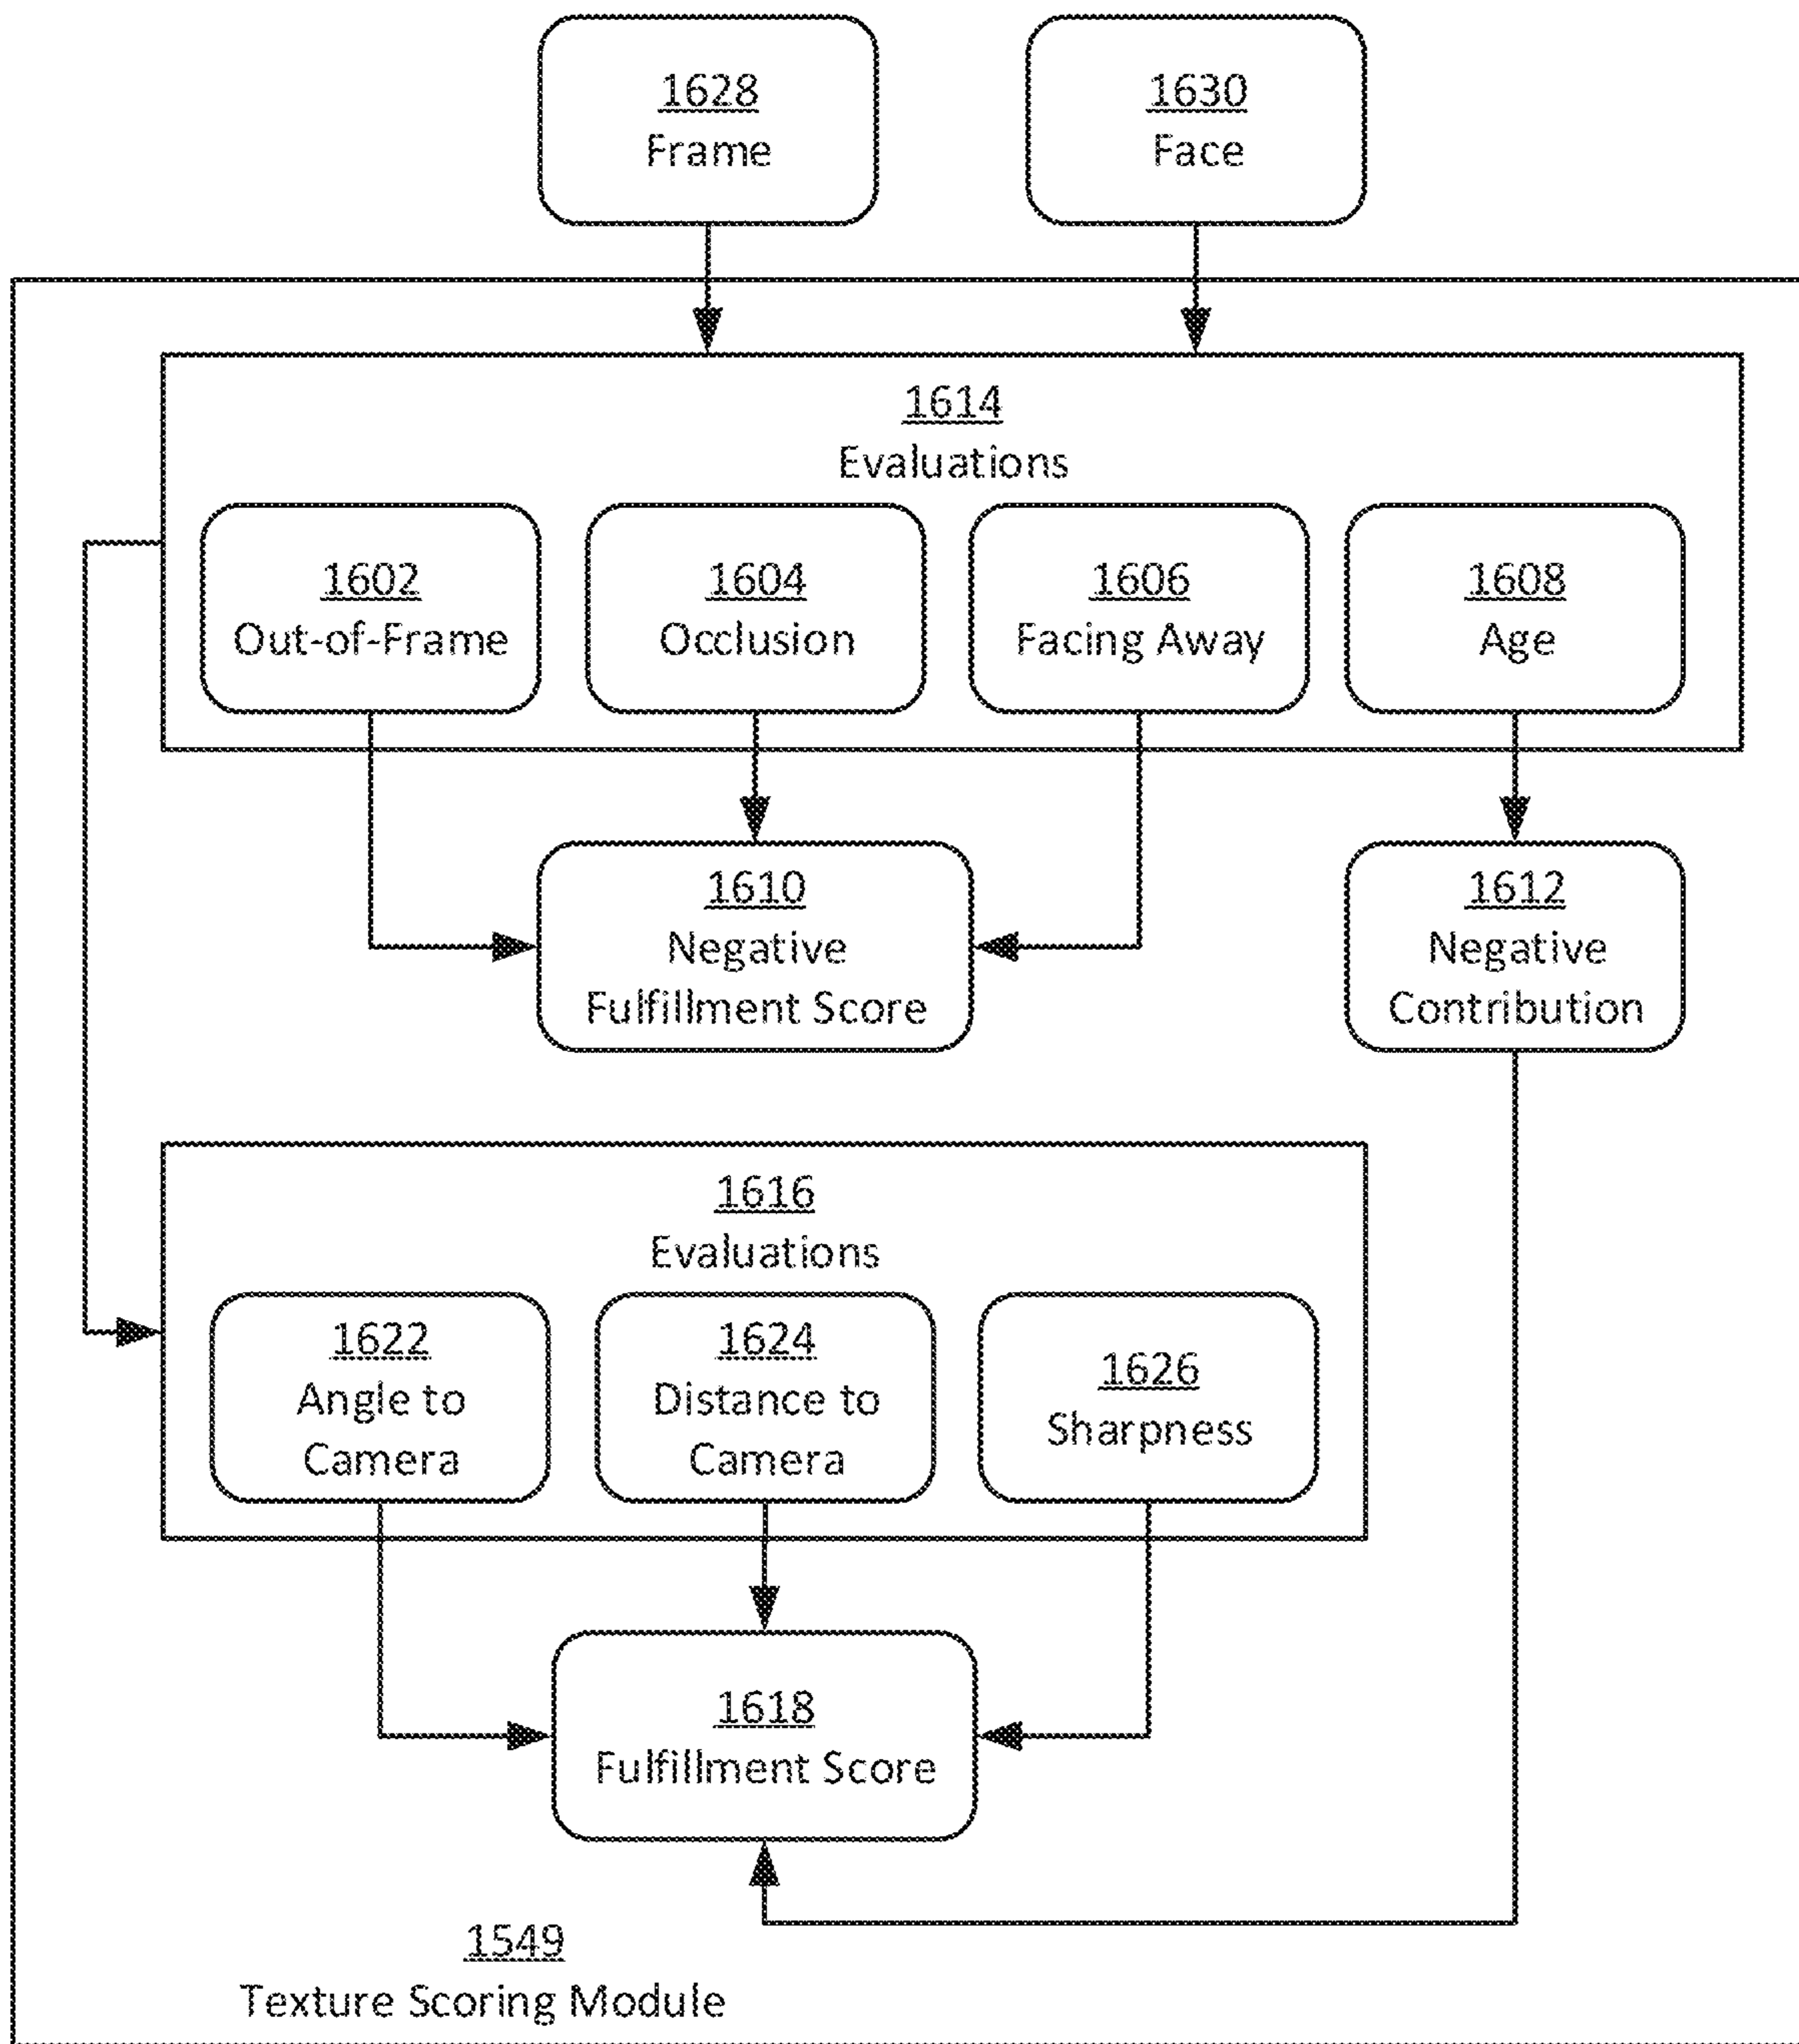 1628
Frame
1630
Face
1614
Evaluations
1602
Out-of-Frame
1604
Occlusion
1606
Facing Away
1608
Age
1610
Negative
Fulfillment Score
1612
Negative
Contribution
1616
Evaluations
1622
Angle to
Camera
1624
Distance to
Camera
1626
Sharpness
1618
Fulfillment Score
1549
Texture Scoring Module